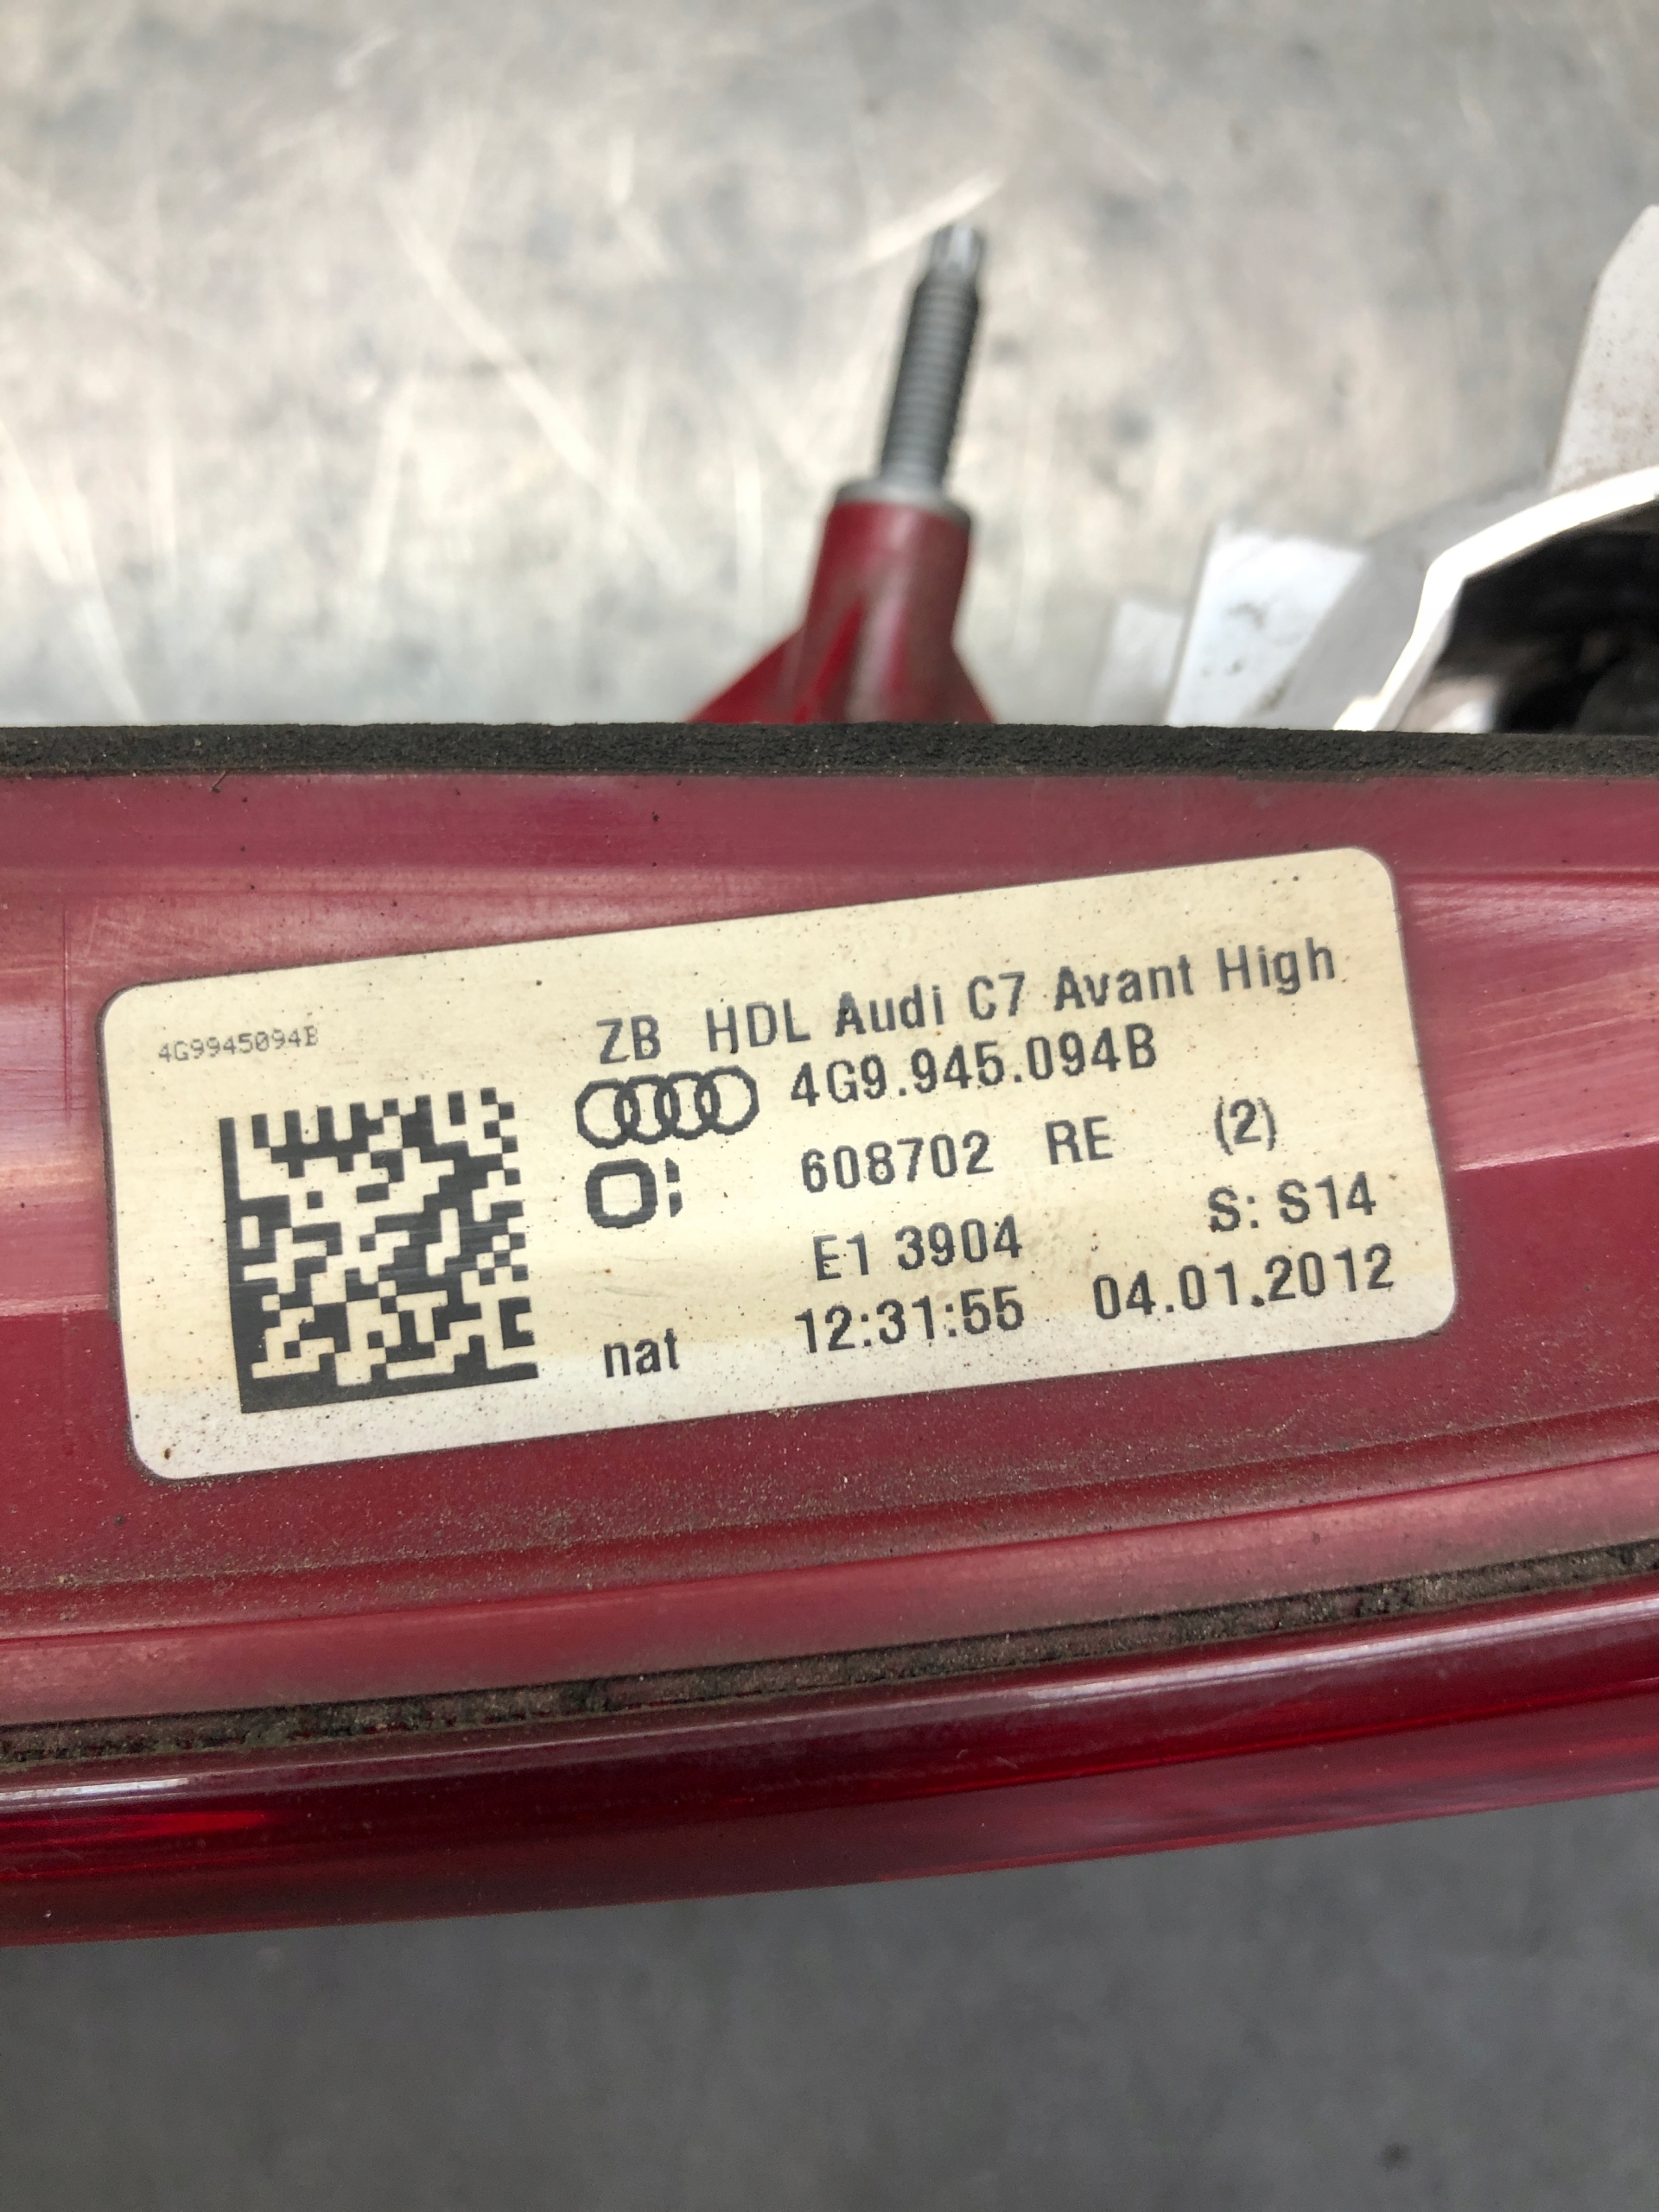 4G9945094B
ZB HDL Audi C7 Avant High
4G9.945.094B
608702 RE (2)
E1 3904 S: S14
nat 12:31:55 04.01.2012